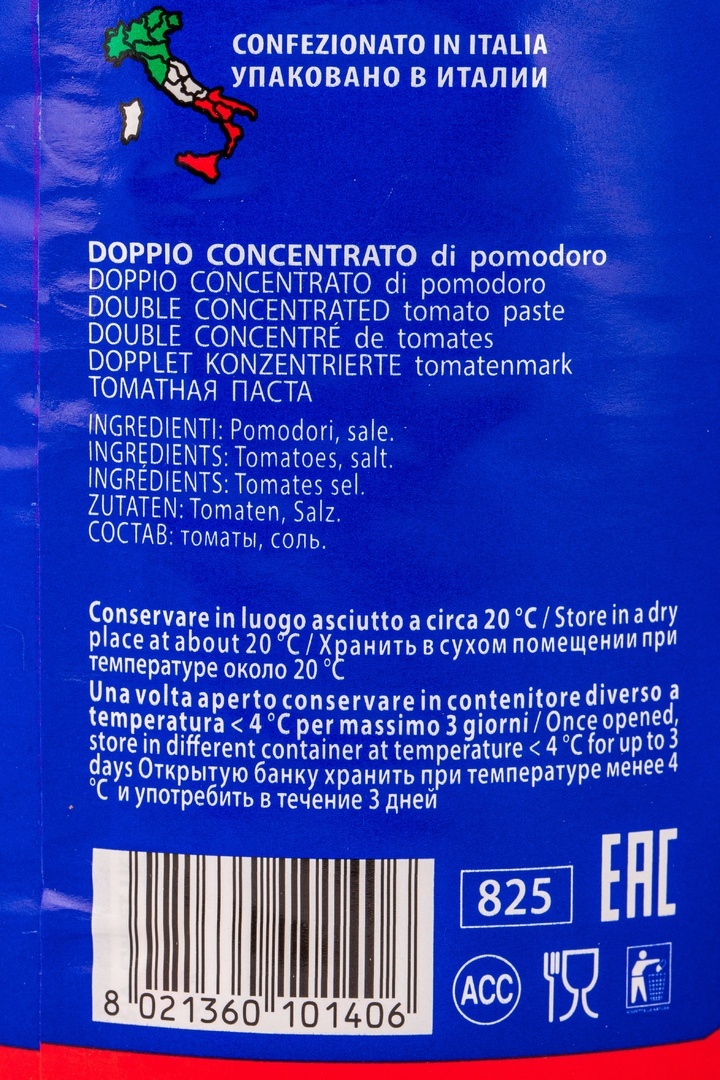 CONFEZIONATO IN ITALIA
УПАКОВАНО В ИТАЛИИ
DOPPIO CONCENTRATO di pomodoro
DOPPIO CONCENTRATO di pomodoro
DOUBLE CONCENTRATED tomato paste
DOUBLE CONCENTRÉ de tomates
DOPPLET KONZENTRIERTE tomatenmark
ТОМАТНАЯ ПАСТА
INGREDIENTI: Pomodori, sale.
INGREDIENTS: Tomatoes, salt.
INGRÉDIENTS: Tomates sel.
ZUTATEN: Tomaten, Salz.
СОСТАВ: томаты, соль.
Conservare in luogo asciutto a circa 20 °C / Store in a dry
place at about 20 °C / Хранить в сухом помещении при
температуре около 20 °C
Una volta aperto conservare in contenitore diverso a
temperatura < 4 °C per massimo 3 giorni / Once opened,
store in different container at temperature < 4 °C for up to 3
days Открытую банку хранить при температуре менее 4
°C и употребить в течение 3 дней
8 021360 101406
825
EAC
ACC